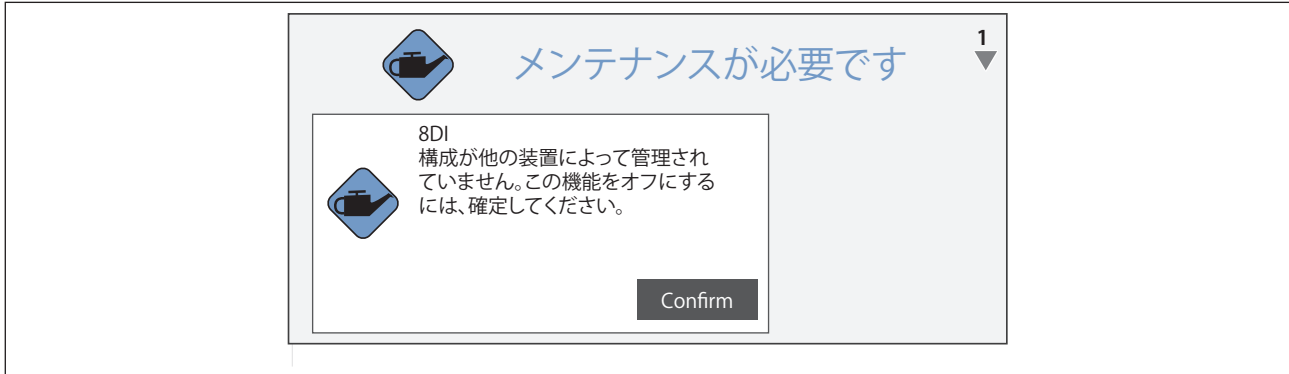 メンテナンスが必要です
1
8DI
構成が他の装置によって管理され
ていません。この機能をオフにする
には、確定してください。
Confirm